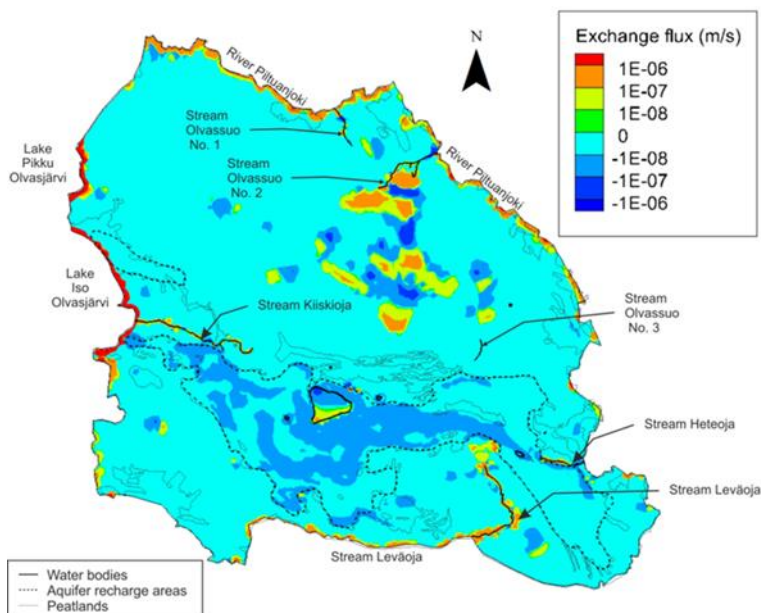 Exchange flux (m/s)
1E-06
1E-07
1E-08
0
-1E-08
-1E-07
-1E-06
N
River Piltuanjoki
Stream
Olvassuo
No. 1
Lake
Pikku
Olvasjärvi
Stream
Olvassuo
No. 2
River Piltuanjoki
Lake
Iso
Olvasjärvi
Stream Kiiskioja
Stream
Olvassuo
No. 3
Stream Heteoja
Stream Leväoja
Stream Leväoja
Water bodies
Aquifer recharge areas
Peatlands